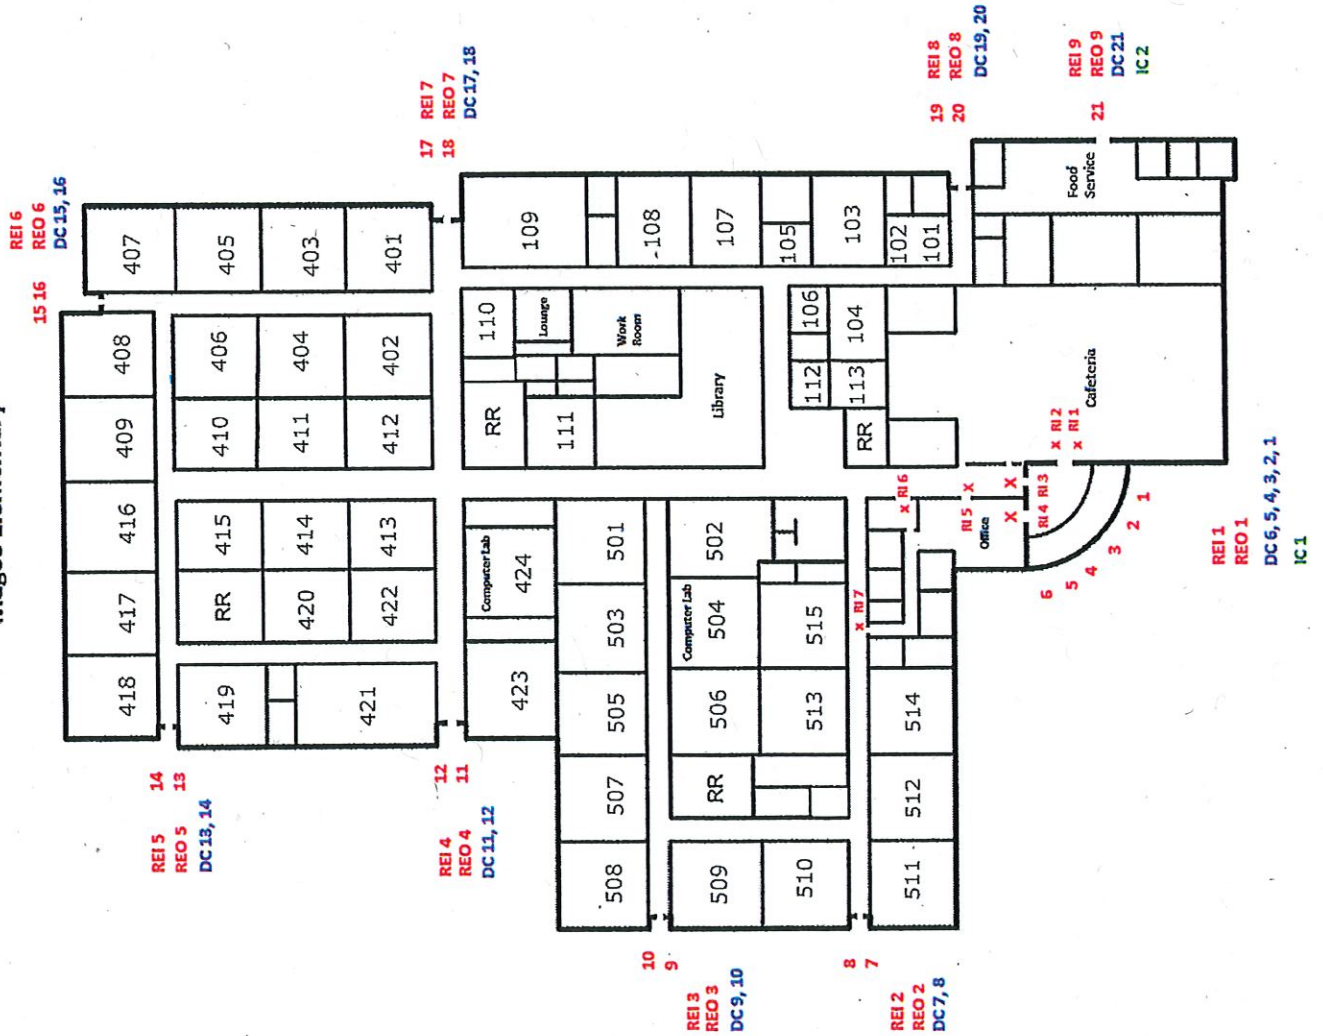 REI 6
REO 6
DC 15, 16
15 16
407
405
403
401
REI 7
REO 7
DC 17, 18
17
18
408
409
416
417
418
406
404
402
410
411
412
415
414
413
RR
420
422
419
421
14
13
REI 5
REO 5
DC 13, 14
12
11
REI 4
REO 4
DC 11, 12
109
108
107
105
103
102
101
19
20
REI 8
REO 8
DC 19, 20
21
REI 9
REO 9
DC 21
IC 2
Food
Service
110
Lounge
Work
Room
RR
111
Library
106
104
112
113
RR
Cafeteria
X RI 2
X RI 1
X RI 6
X
RI 5
X
RI 3
X
RI 4
Office
1
2
3
4
5
6
REI 1
REO 1
DC 6, 5, 4, 3, 2, 1
IC 1
Computer Lab
424
423
501
503
505
507
508
502
Computer Lab
504
506
RR
515
513
509
510
X RI 7
514
512
511
10
9
REI 3
REO 3
DC 9, 10
8
7
REI 2
REO 2
DC 7, 8